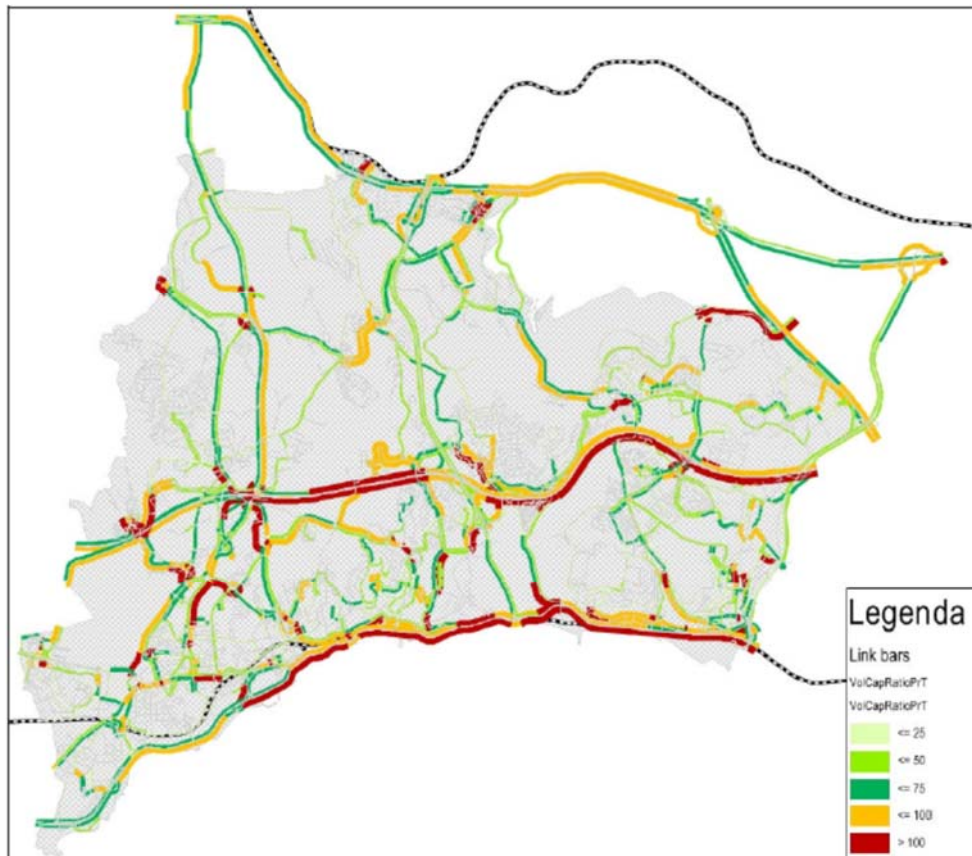 Legenda
Link bars
VolCapRatioPrT
VolCapRatioPrT
<= 25
<= 50
<= 75
<= 100
> 100